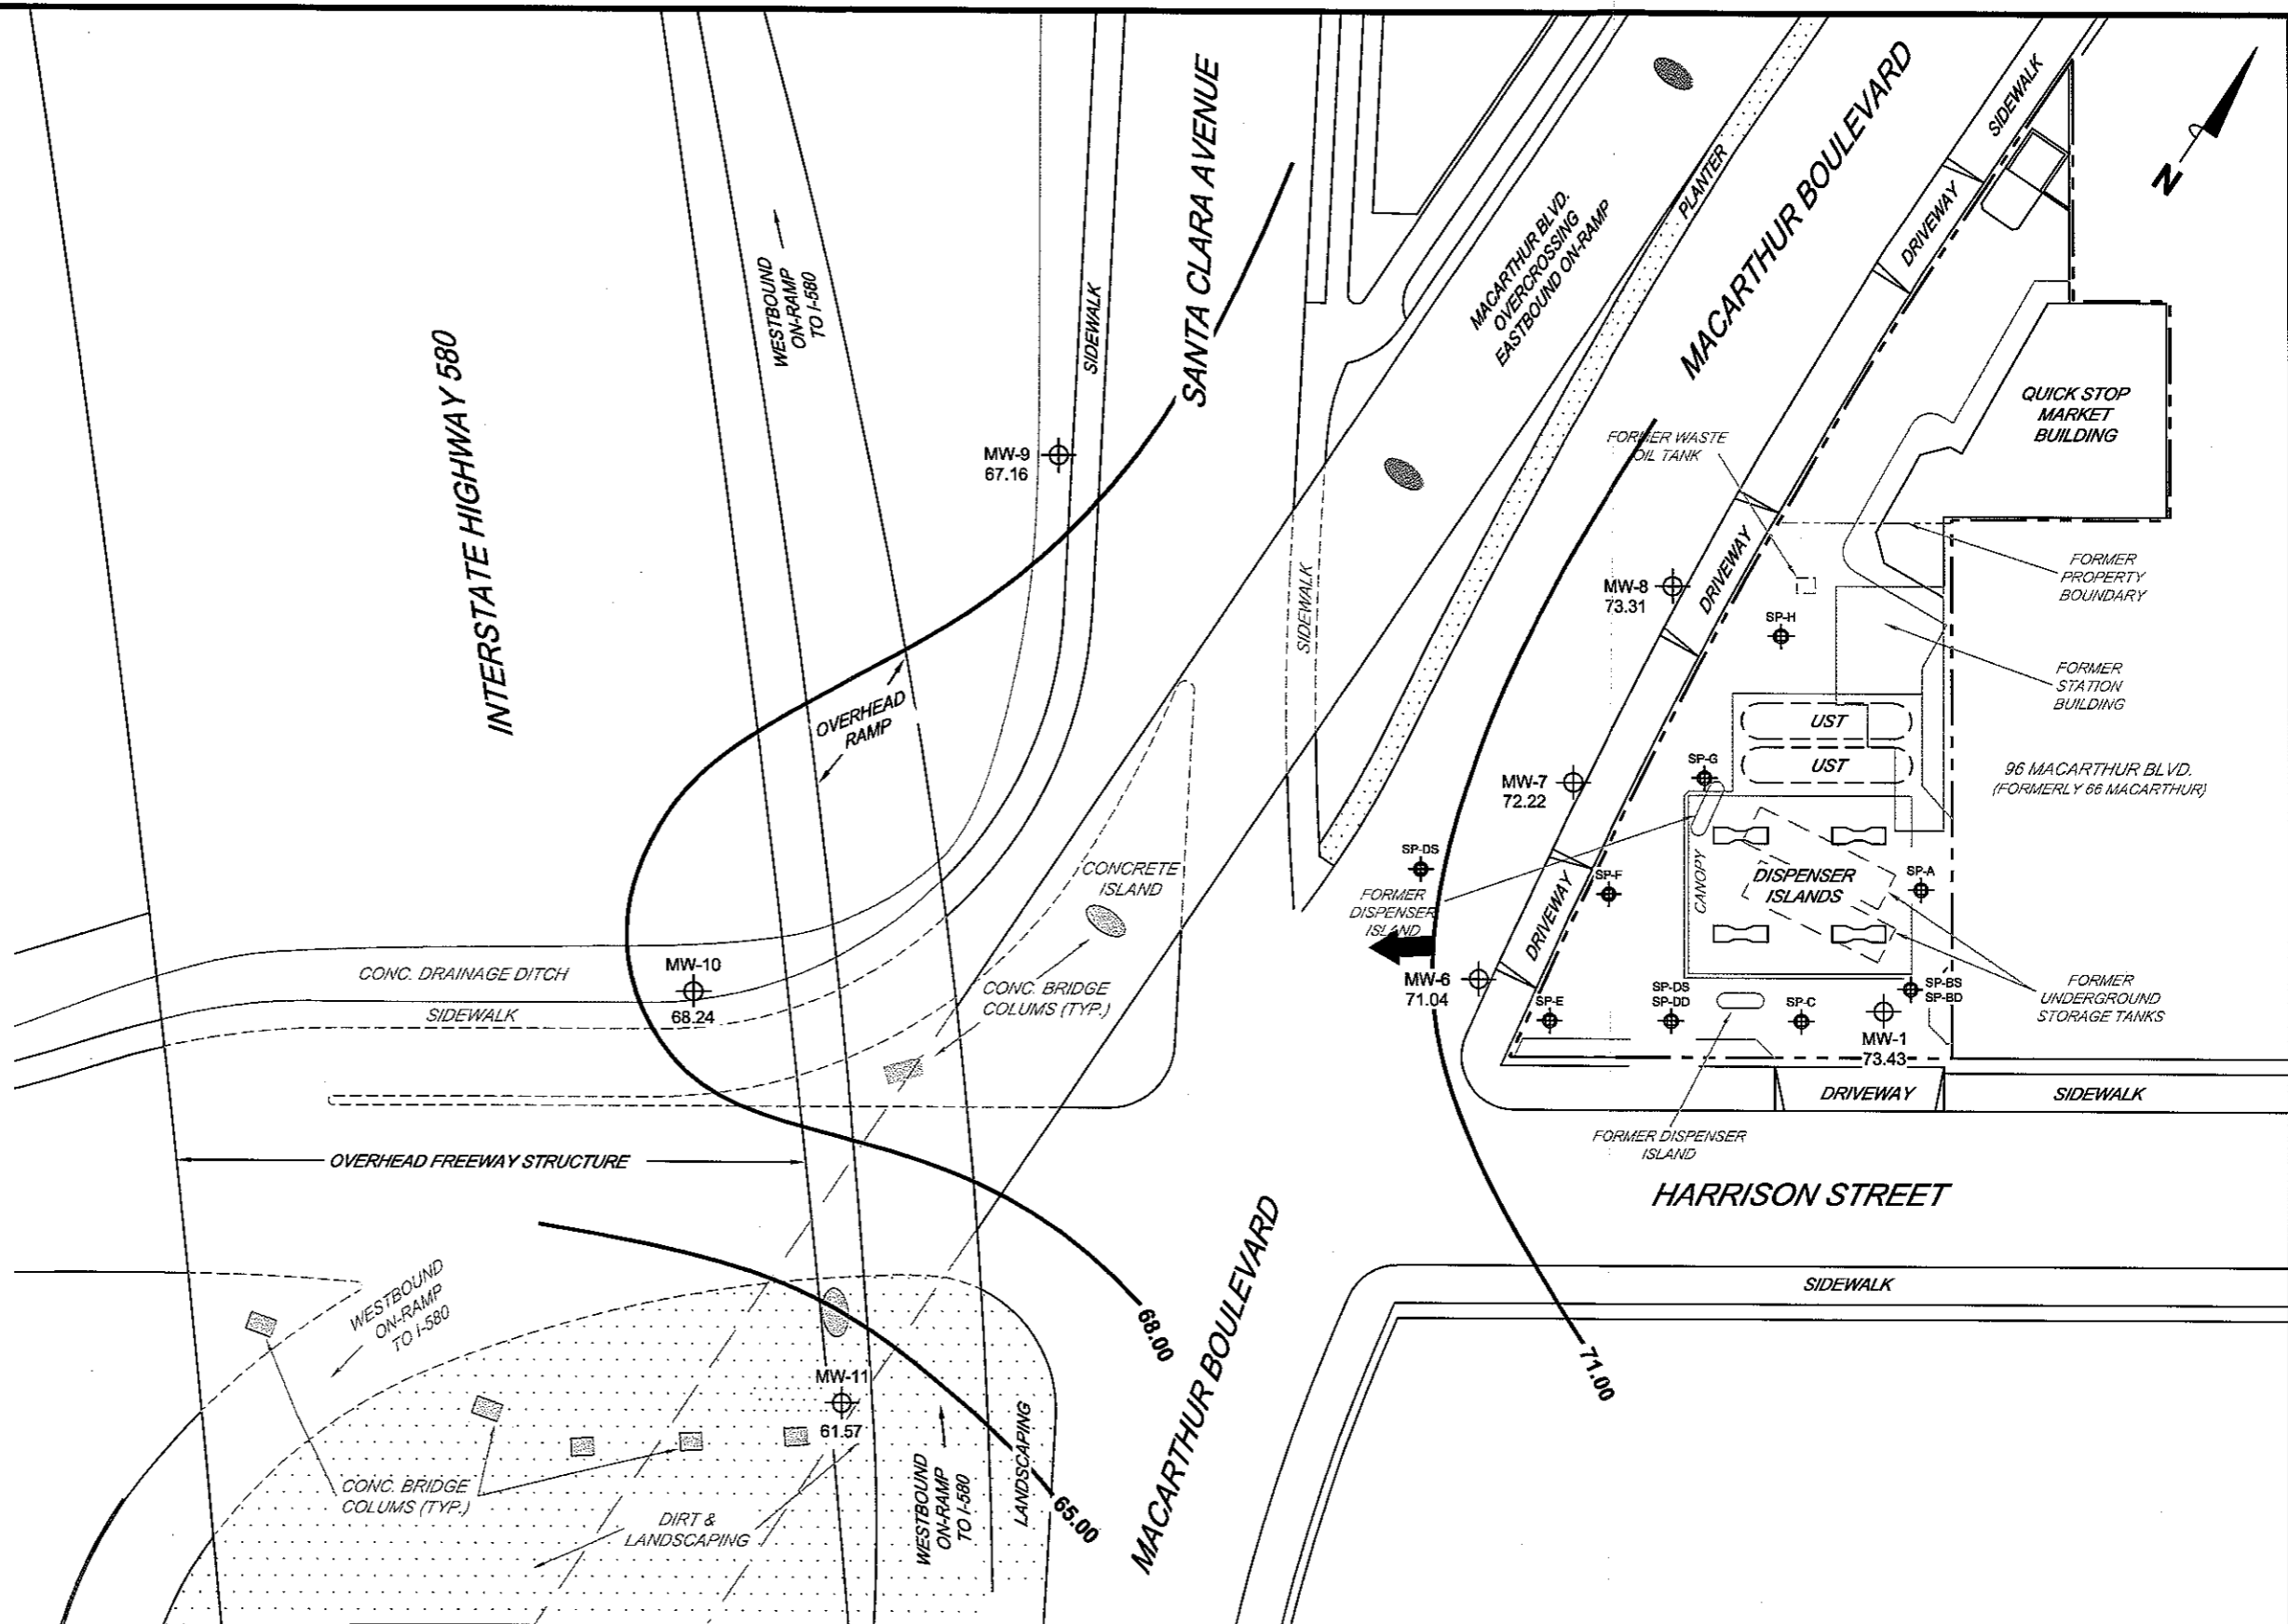 SANTA CLARA AVENUE
MACARTHUR BOULEVARD
SIDEWALK
N
DRIVEWAY
PLANTER
MACARTHUR BLVD.
OVERCROSSING
EASTBOUND ON-RAMP
WESTBOUND
ON-RAMP
TO I-580
SIDEWALK
INTERSTATE HIGHWAY 580
QUICK STOP
MARKET
BUILDING
FORMER WASTE
OIL TANK
MW-9
67.16
FORMER
PROPERTY
BOUNDARY
DRIVEWAY
MW-8
73.31
SIDEWALK
SP-H
FORMER
STATION
BUILDING
OVERHEAD
RAMP
UST
UST
SP-G
96 MACARTHUR BLVD.
(FORMERLY 66 MACARTHUR)
MW-7
72.22
SP-DS
CONCRETE
ISLAND
SP-F
CANOPY
DISPENSER
ISLANDS
SP-A
FORMER
DISPENSER
ISLAND
DRIVEWAY
MW-10
68.24
CONC. DRAINAGE DITCH
SIDEWALK
CONC. BRIDGE
COLUMS (TYP.)
MW-6
71.04
SP-E
SP-DS
SP-DD
SP-C
SP-BS
SP-BD
MW-1
73.43
FORMER
UNDERGROUND
STORAGE TANKS
DRIVEWAY
SIDEWALK
FORMER DISPENSER
ISLAND
OVERHEAD FREEWAY STRUCTURE
HARRISON STREET
SIDEWALK
WESTBOUND
ON-RAMP
TO I-580
68.00
71.00
MACARTHUR BOULEVARD
MW-11
61.57
CONC. BRIDGE
COLUMS (TYP.)
DIRT &
LANDSCAPING
WESTBOUND
ON-RAMP
TO I-580
LANDSCAPING
65.00